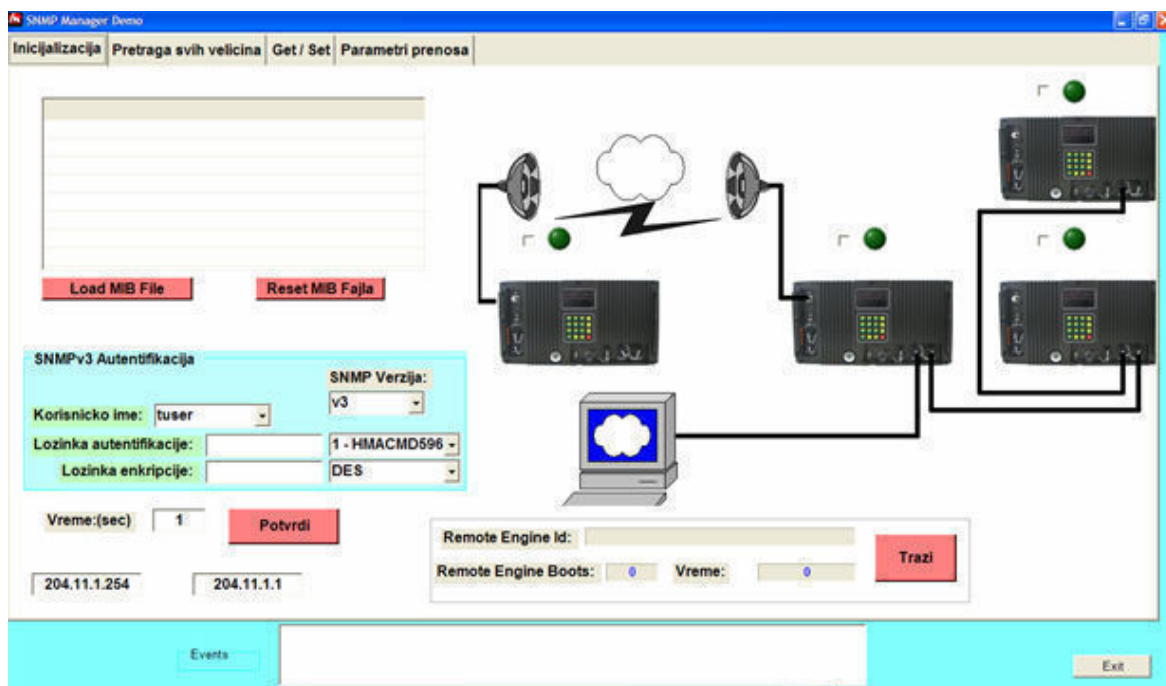 SNMP Manager Demo
Inicijalizacija
Pretraga svih velicina
Get / Set
Parametri prenosa
Load MIB File
Reset MIB Fajla
SNMPv3 Autentifikacija
SNMP Verzija:
v3
Korisnicko ime:
tuser
Lozinka autentifikacije:
1 - HMACMD596
Lozinka enkripcije:
DES
Vreme:(sec)
1
Potvrdi
204.11.1.254
204.11.1.1
Remote Engine Id:
Remote Engine Boots:
0
Vreme:
0
Trazi
Events
Exit